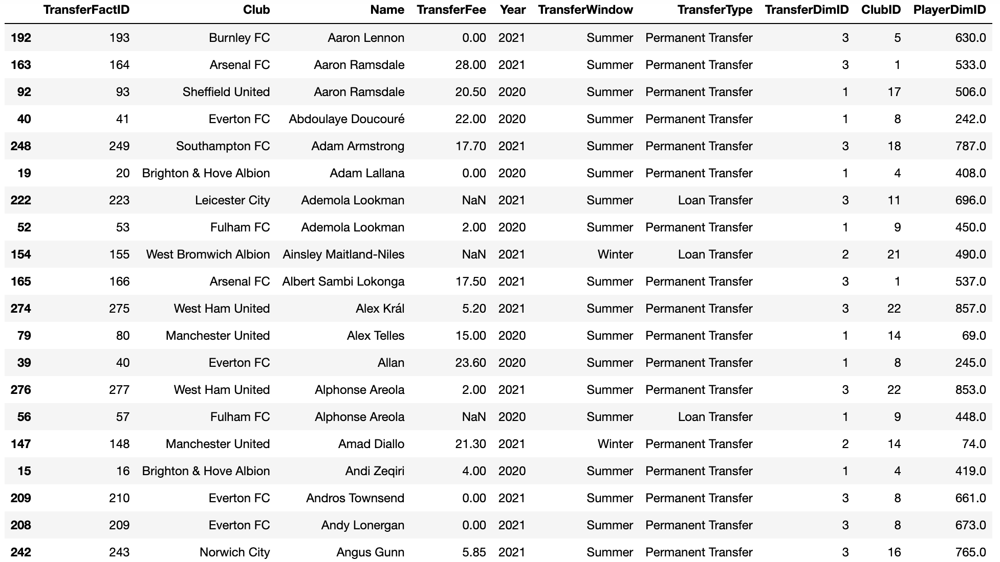 TransferFactID Club Name TransferFee Year TransferWindow TransferType TransferDimID ClubID PlayerDimID
192 193 Burnley FC Aaron Lennon 0.00 2021 Summer Permanent Transfer 3 5 630.0
163 164 Arsenal FC Aaron Ramsdale 28.00 2021 Summer Permanent Transfer 3 1 533.0
92 93 Sheffield United Aaron Ramsdale 20.50 2020 Summer Permanent Transfer 1 17 506.0
40 41 Everton FC Abdoulaye Doucouré 22.00 2020 Summer Permanent Transfer 1 8 242.0
248 249 Southampton FC Adam Armstrong 17.70 2021 Summer Permanent Transfer 3 18 787.0
19 20 Brighton & Hove Albion Adam Lallana 0.00 2020 Summer Permanent Transfer 1 4 408.0
222 223 Leicester City Ademola Lookman NaN 2021 Summer Loan Transfer 3 11 696.0
52 53 Fulham FC Ademola Lookman 2.00 2020 Summer Permanent Transfer 1 9 450.0
154 155 West Bromwich Albion Ainsley Maitland-Niles NaN 2021 Winter Loan Transfer 2 21 490.0
165 166 Arsenal FC Albert Sambi Lokonga 17.50 2021 Summer Permanent Transfer 3 1 537.0
274 275 West Ham United Alex Král 5.20 2021 Summer Permanent Transfer 3 22 857.0
79 80 Manchester United Alex Telles 15.00 2020 Summer Permanent Transfer 1 14 69.0
39 40 Everton FC Allan 23.60 2020 Summer Permanent Transfer 1 8 245.0
276 277 West Ham United Alphonse Areola 2.00 2021 Summer Permanent Transfer 3 22 853.0
56 57 Fulham FC Alphonse Areola NaN 2020 Summer Loan Transfer 1 9 448.0
147 148 Manchester United Amad Diallo 21.30 2021 Winter Permanent Transfer 2 14 74.0
15 16 Brighton & Hove Albion Andi Zeqiri 4.00 2020 Summer Permanent Transfer 1 4 419.0
209 210 Everton FC Andros Townsend 0.00 2021 Summer Permanent Transfer 3 8 661.0
208 209 Everton FC Andy Lonergan 0.00 2021 Summer Permanent Transfer 3 8 673.0
242 243 Norwich City Angus Gunn 5.85 2021 Summer Permanent Transfer 3 16 765.0